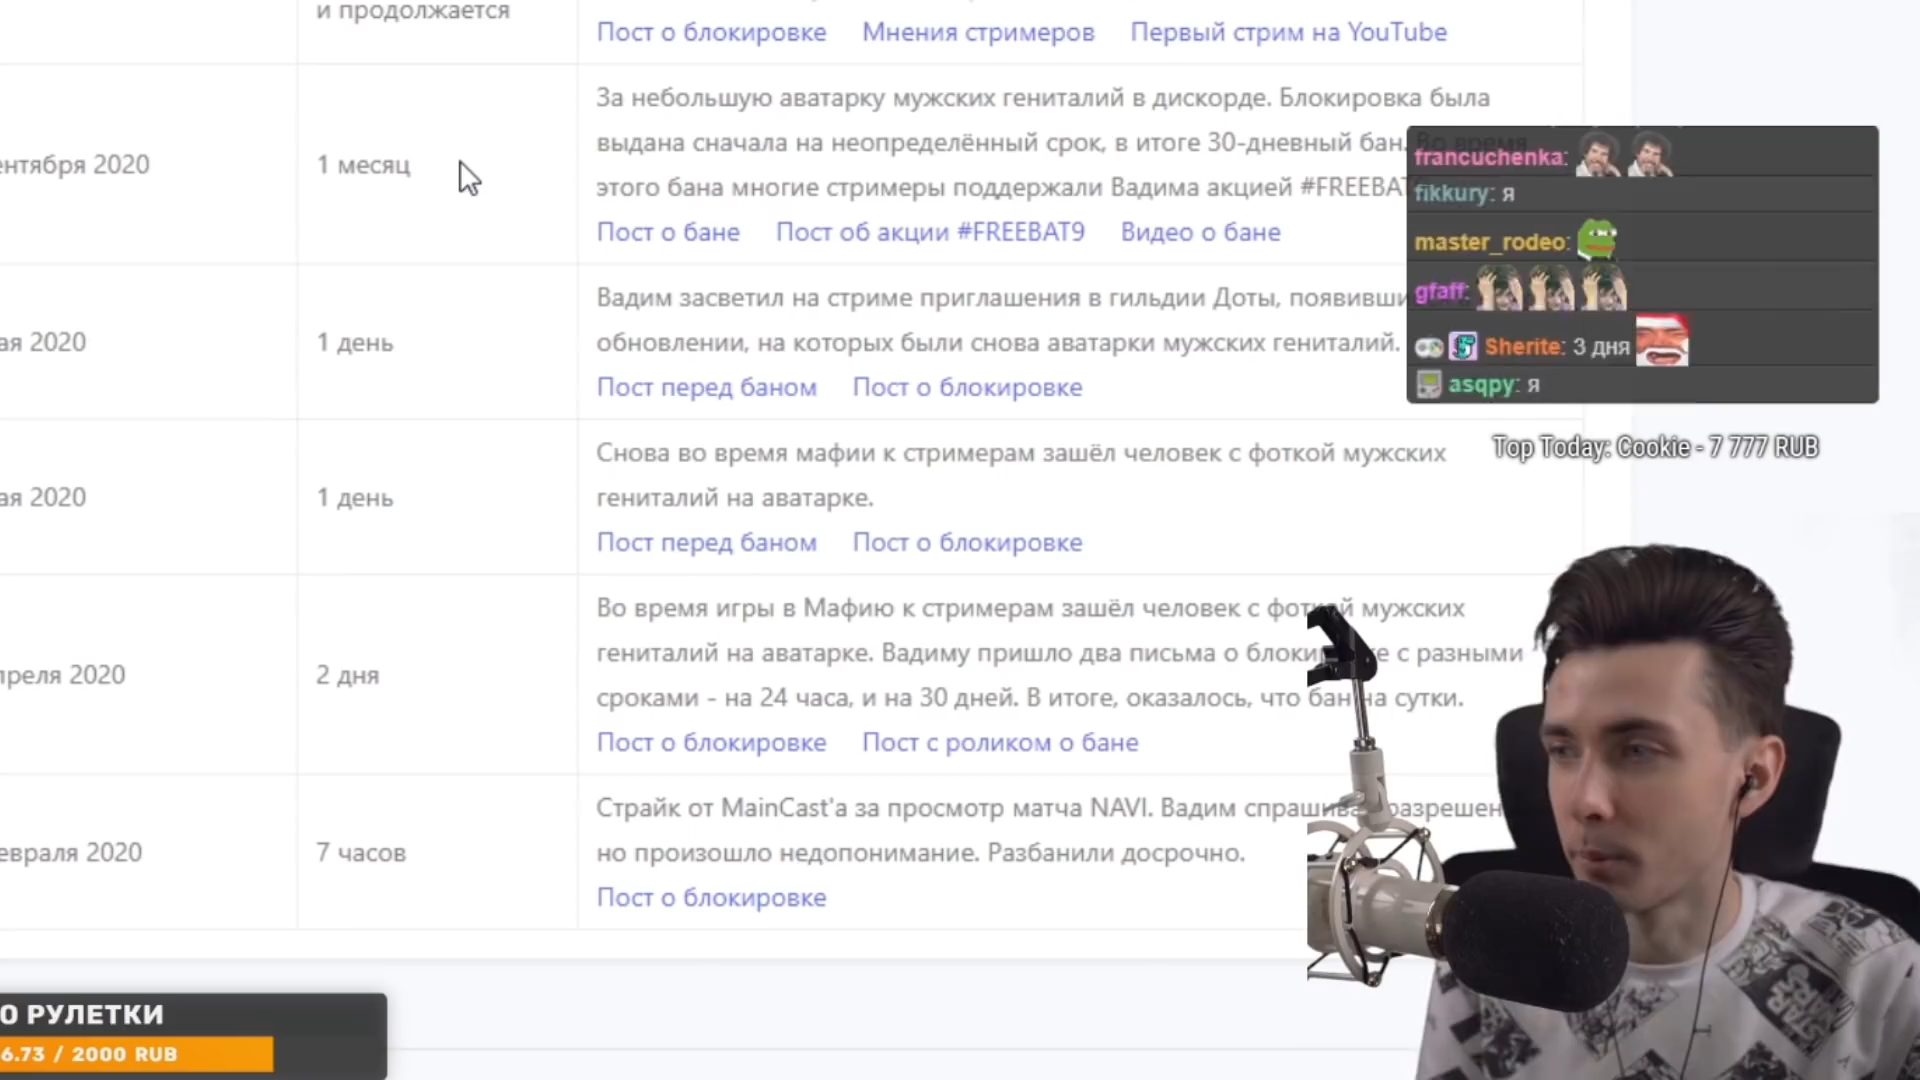 и продолжается
Пост о блокировке Мнения стримеров Первый стрим на YouTube
ентября 2020
1 месяц
За небольшую аватарку мужских гениталий в дискорде. Блокировка была
выдана сначала на неопределённый срок, в итоге 30-дневный бан. Во время
этого бана многие стримеры поддержали Вадима акцией #FREEBAT
Пост о бане Пост об акции #FREEBAT9 Видео о бане
ая 2020
1 день
Вадим засветил на стриме приглашения в гильдии Доты, появивши
обновлении, на которых были снова аватарки мужских гениталий.
Пост перед баном Пост о блокировке
ая 2020
1 день
Снова во время мафии к стримерам зашёл человек с фоткой мужских
гениталий на аватарке.
Пост перед баном Пост о блокировке
преля 2020
2 дня
Во время игры в Мафию к стримерам зашёл человек с фоткой мужских
гениталий на аватарке. Вадиму пришло два письма о блоки ке с разными
сроками - на 24 часа, и на 30 дней. В итоге, оказалось, что бан на сутки.
Пост о блокировке Пост с роликом о бане
евраля 2020
7 часов
Страйк от MainCast'а за просмотр матча NAVI. Вадим спрашива разрешен
но произошло недопонимание. Разбанили досрочно.
Пост о блокировке
francuchenka:
fikkury: я
master_rodeo:
gfaff:
Sherite: 3 дня
asqpy: я
Top Today: Cookie - 7 777 RUB
О РУЛЕТКИ
6.73 / 2000 RUB